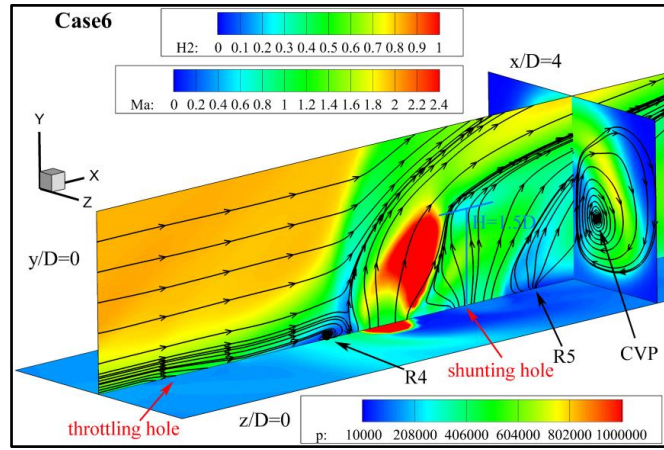 Case6
H2: 0 0.1 0.2 0.3 0.4 0.5 0.6 0.7 0.8 0.9 1
x/D=4
Ma: 0 0.2 0.4 0.6 0.8 1 1.2 1.4 1.6 1.8 2 2.2 2.4
Y
X
Z
H=1.5D
y/D=0
R4
shunting hole
R5
CVP
throttling hole
z/D=0
p: 10000 208000 406000 604000 802000 1000000